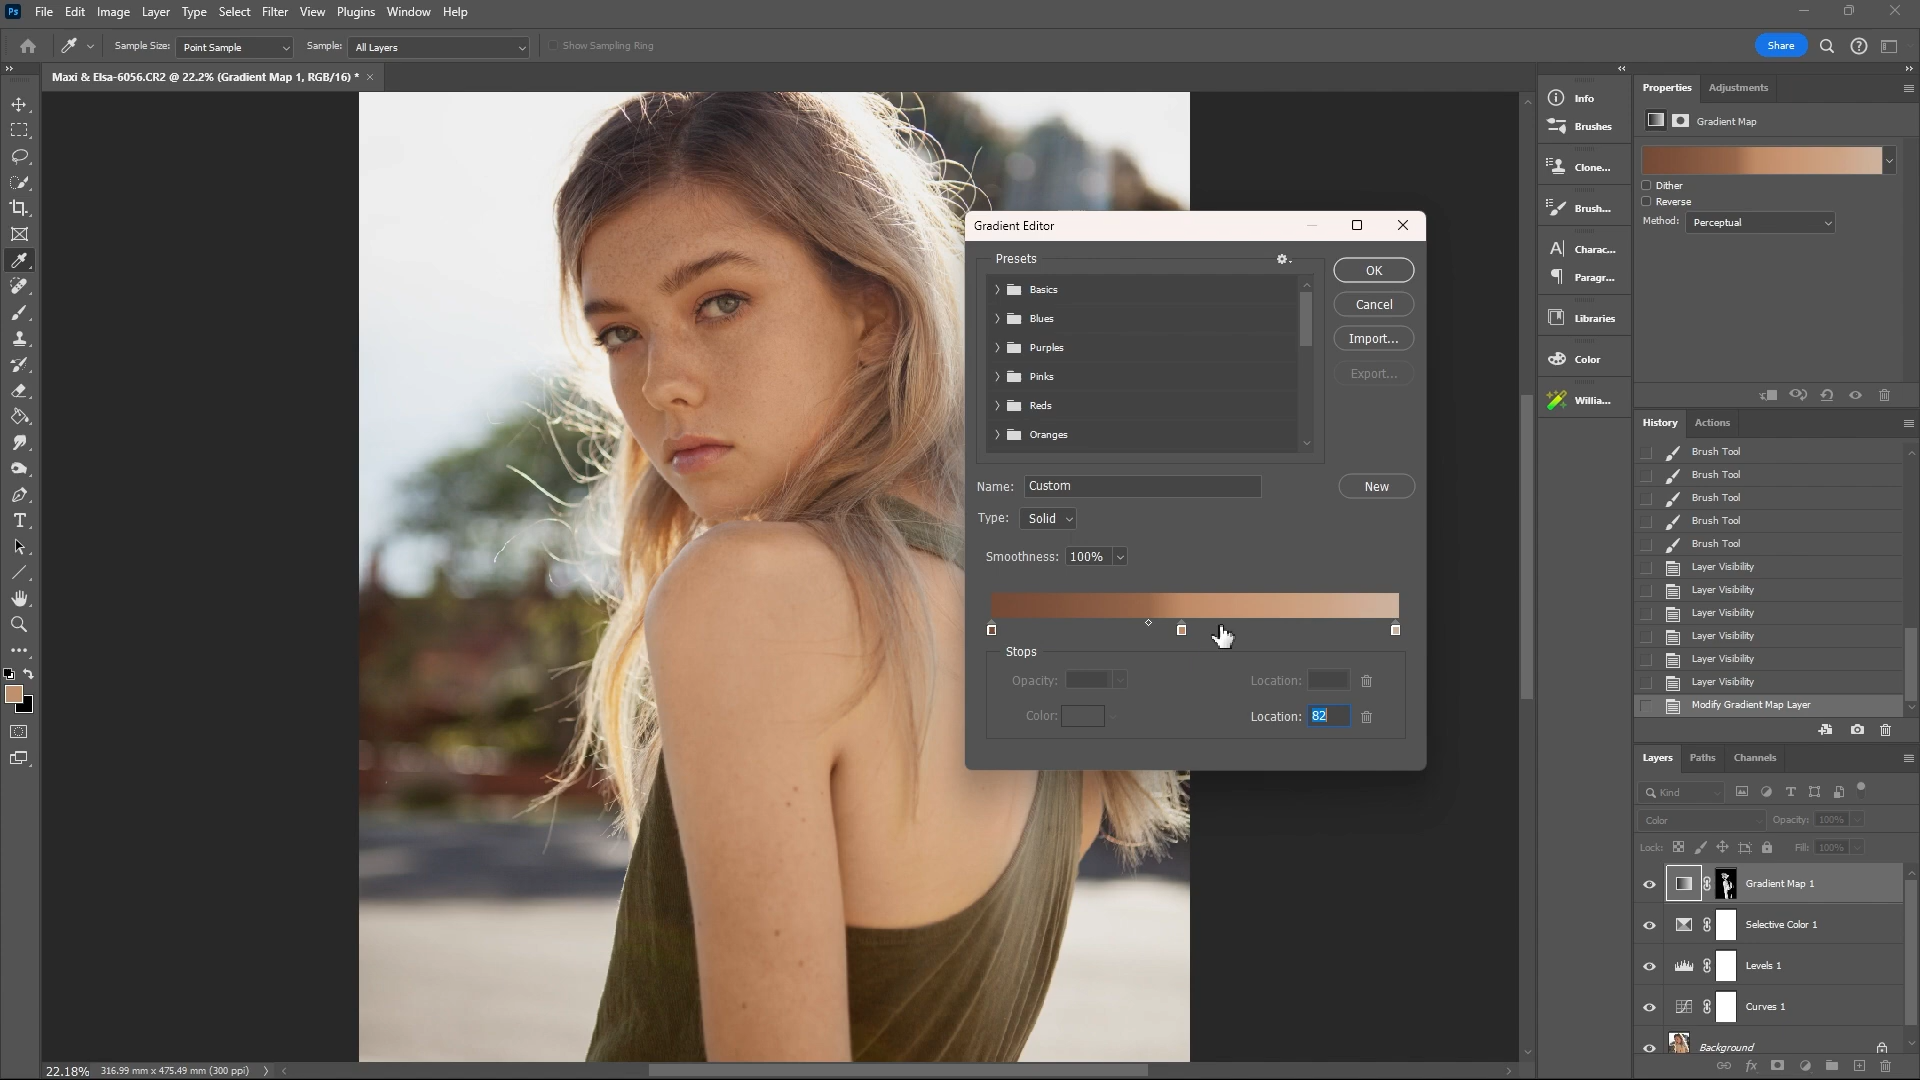 Ps File Edit Image Layer Type Select Filter View Plugins Window Help
Sample Size: Point Sample Sample: All Layers Show Sampling Ring Share
Maxi & Elsa-6056.CR2 @ 22.2% (Gradient Map 1, RGB/16) * ×
Info
Brushes
Clone...
Brush...
Charac...
Paragr...
Libraries
Color
Willia...
Gradient Editor
Presets
Basics
Blues
Purples
Pinks
Reds
Oranges
OK
Cancel
Import...
Export...
Name: Custom New
Type: Solid
Smoothness: 100%
Stops
Opacity: Location:
Color: Location: 82
Properties Adjustments
Gradient Map
Dither
Reverse
Method: Perceptual
History Actions
Brush Tool
Brush Tool
Brush Tool
Brush Tool
Brush Tool
Layer Visibility
Layer Visibility
Layer Visibility
Layer Visibility
Layer Visibility
Layer Visibility
Modify Gradient Map Layer
Layers Paths Channels
Kind
Color Opacity: 100%
Lock: Fill: 100%
Gradient Map 1
Selective Color 1
Levels 1
Curves 1
Background
22.18% 316.99 mm x 475.49 mm (300 ppi)